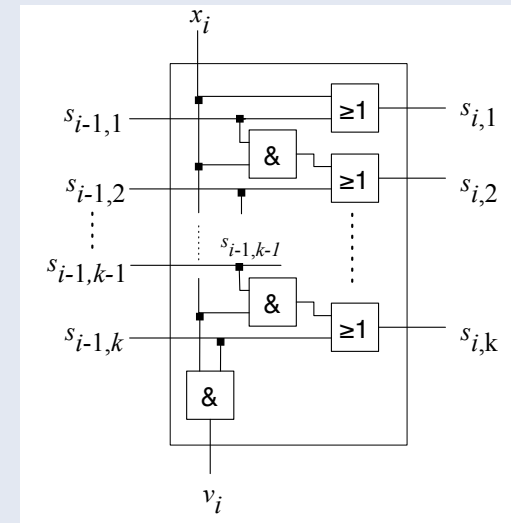 x_i
s_{i-1,1}
≥1
s_{i,1}
&
s_{i-1,2}
≥1
s_{i,2}
s_{i-1,k-1}
s_{i-1,k-1}
&
s_{i-1,k}
≥1
s_{i,k}
&
v_i